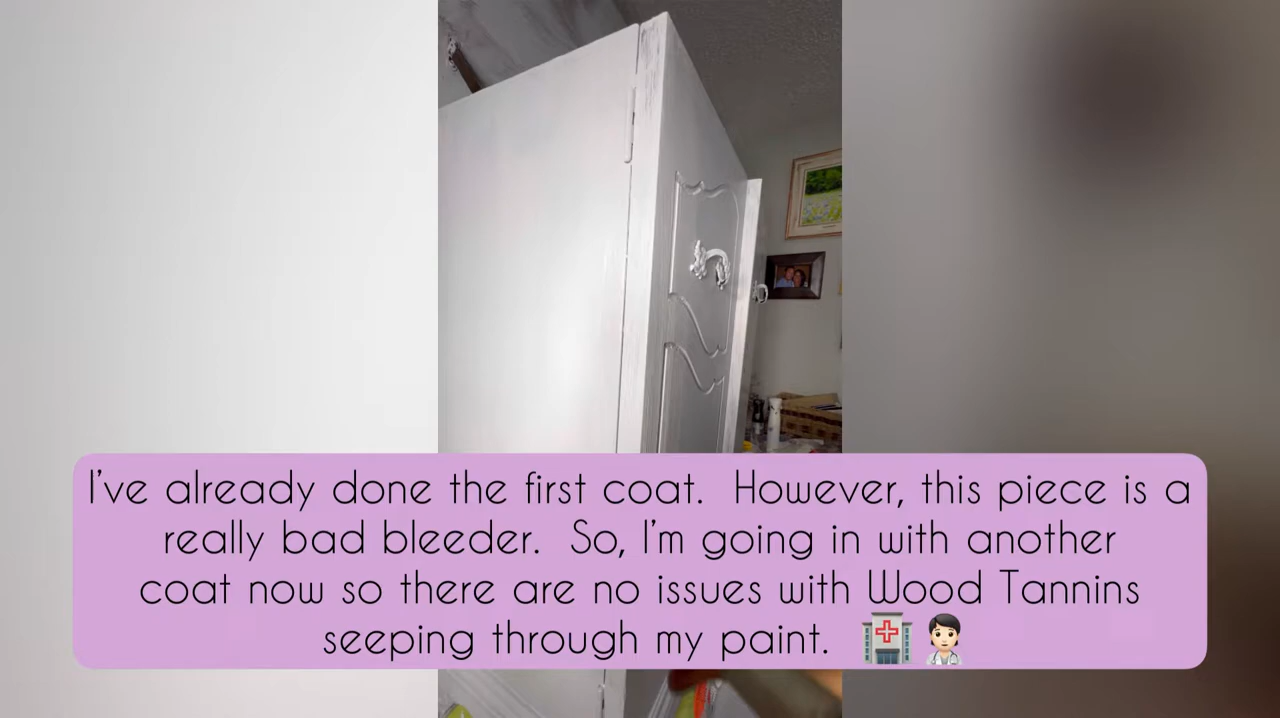 I've already done the first coat.  However, this piece is a
really bad bleeder.  So, I'm going in with another
coat now so there are no issues with Wood Tannins
seeping through my paint. 🏥👩🏻‍⚕️